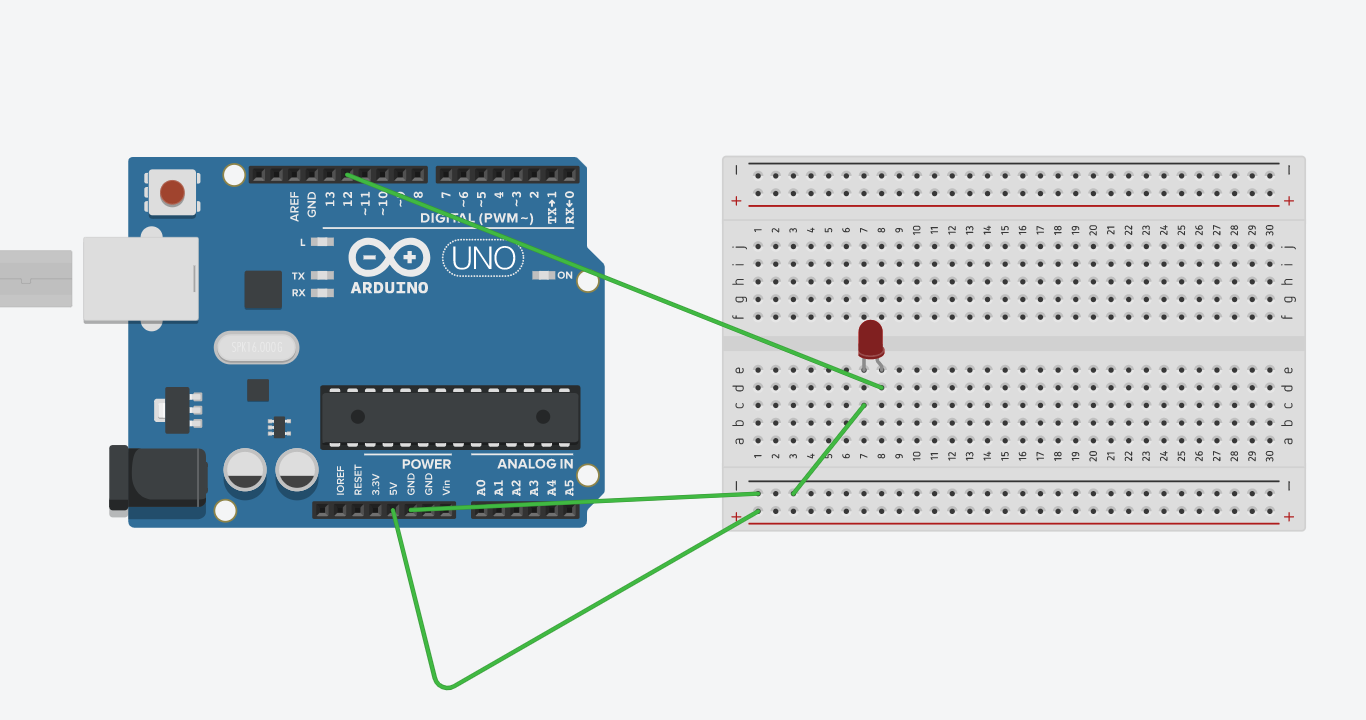 AREF GND 13 12 ~11 ~10 ~9 8 7 ~6 ~5 4 ~3 2 TX→1 RX←0
DIGITAL (PWM~)
L
TX
RX
UNO
ON
ARDUINO
SPK16.000G
POWER
ANALOG IN
IOREF RESET 3.3V 5V GND GND Vin A0 A1 A2 A3 A4 A5
− −
+ +
1 2 3 4 5 6 7 8 9 10 11 12 13 14 15 16 17 18 19 20 21 22 23 24 25 26 27 28 29 30
j j
i i
h h
g g
f f
e e
d d
c c
b b
a a
1 2 3 4 5 6 7 8 9 10 11 12 13 14 15 16 17 18 19 20 21 22 23 24 25 26 27 28 29 30
− −
+ +